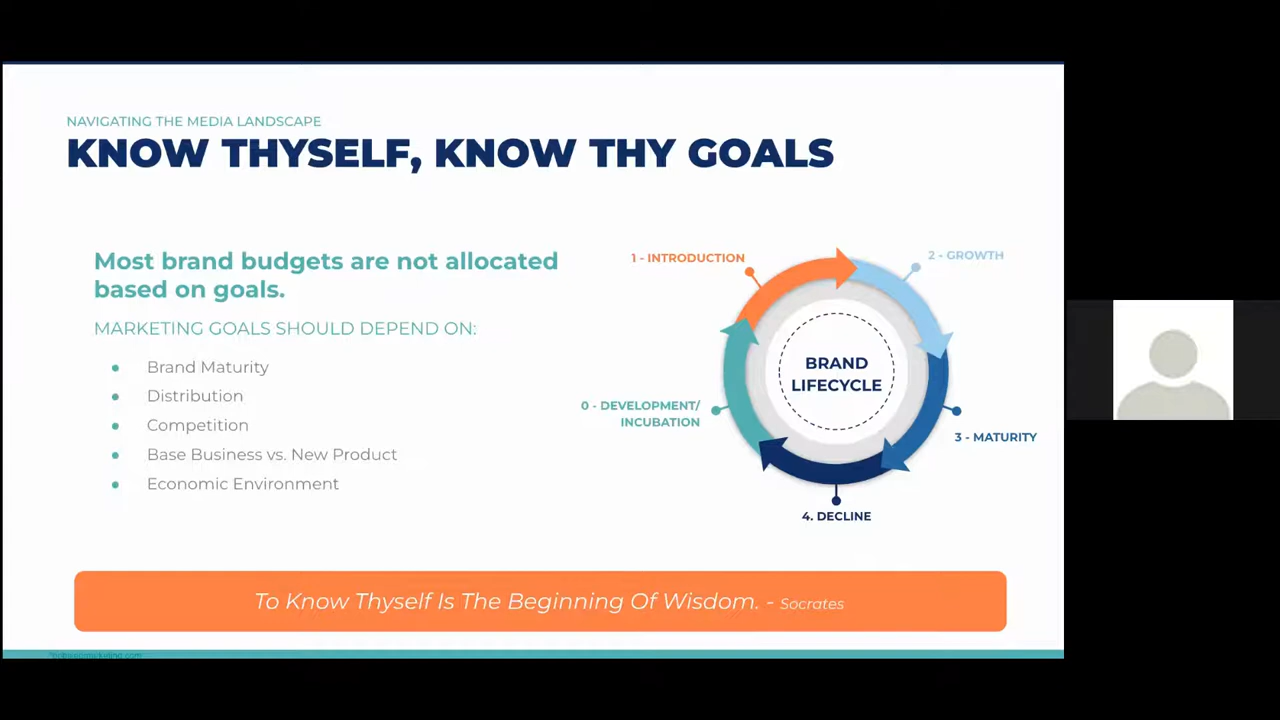 NAVIGATING THE MEDIA LANDSCAPE
KNOW THYSELF, KNOW THY GOALS
Most brand budgets are not allocated
based on goals.
MARKETING GOALS SHOULD DEPEND ON:
Brand Maturity
Distribution
Competition
Base Business vs. New Product
Economic Environment
1 - INTRODUCTION
2 - GROWTH
BRAND
LIFECYCLE
0 - DEVELOPMENT/
INCUBATION
3 - MATURITY
4. DECLINE
To Know Thyself Is The Beginning Of Wisdom. - Socrates